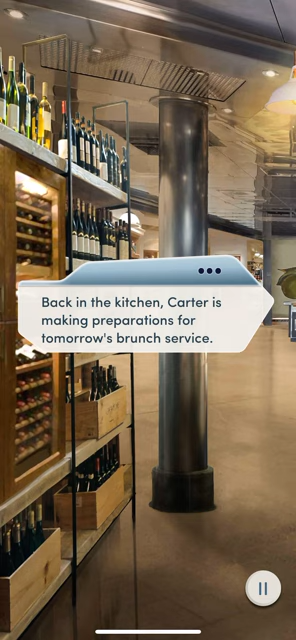 Back in the kitchen, Carter is
making preparations for
tomorrow's brunch service.